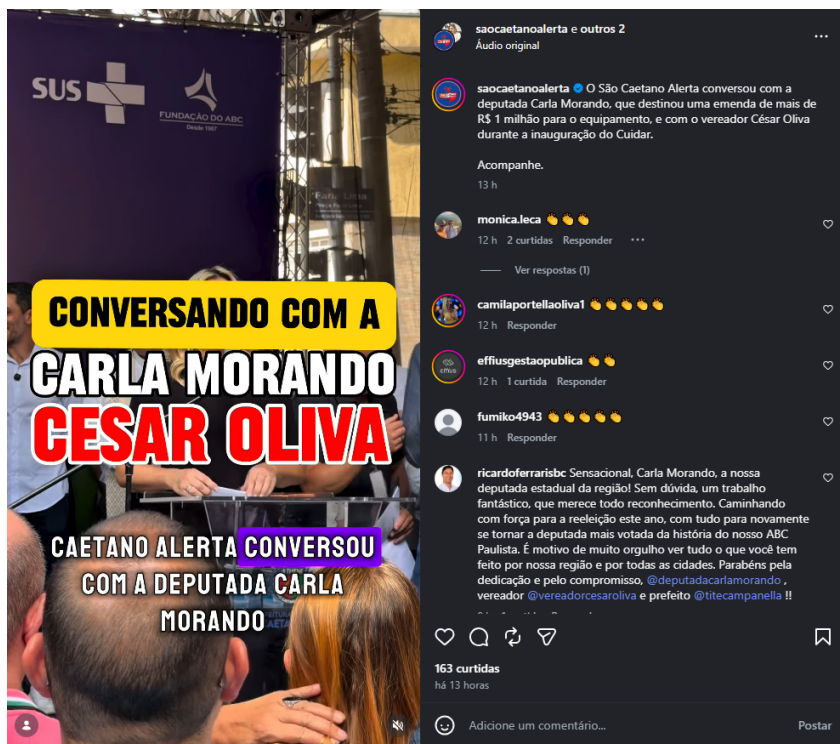 SUS
FUNDAÇÃO DO ABC
Desde 1967
Faria Lima
CONVERSANDO COM A
CARLA MORANDO
CESAR OLIVA
CAETANO ALERTA CONVERSOU
COM A DEPUTADA CARLA
MORANDO
saocaetanoalerta e outros 2
Áudio original
saocaetanoalerta O São Caetano Alerta conversou com a
deputada Carla Morando, que destinou uma emenda de mais de
R$ 1 milhão para o equipamento, e com o vereador César Oliva
durante a inauguração do Cuidar.
Acompanhe.
13 h
monica.leca 👏👏👏
12 h 2 curtidas Responder
Ver respostas (1)
camilaportellaoliva1 👏👏👏👏👏
12 h Responder
effiusgestaopublica 👏👏
12 h 1 curtida Responder
fumiko4943 👏👏👏👏👏
11 h Responder
ricardoferrarisbc Sensacional, Carla Morando, a nossa
deputada estadual da região! Sem dúvida, um trabalho
fantástico, que merece todo reconhecimento. Caminhando
com força para a reeleição este ano, com tudo para novamente
se tornar a deputada mais votada da história do nosso ABC
Paulista. É motivo de muito orgulho ver tudo o que você tem
feito por nossa região e por todas as cidades. Parabéns pela
dedicação e pelo compromisso, @deputadacarlamorando ,
vereador @vereadorcesaroliva e prefeito @titecampanella !!
163 curtidas
há 13 horas
Adicione um comentário...
Postar